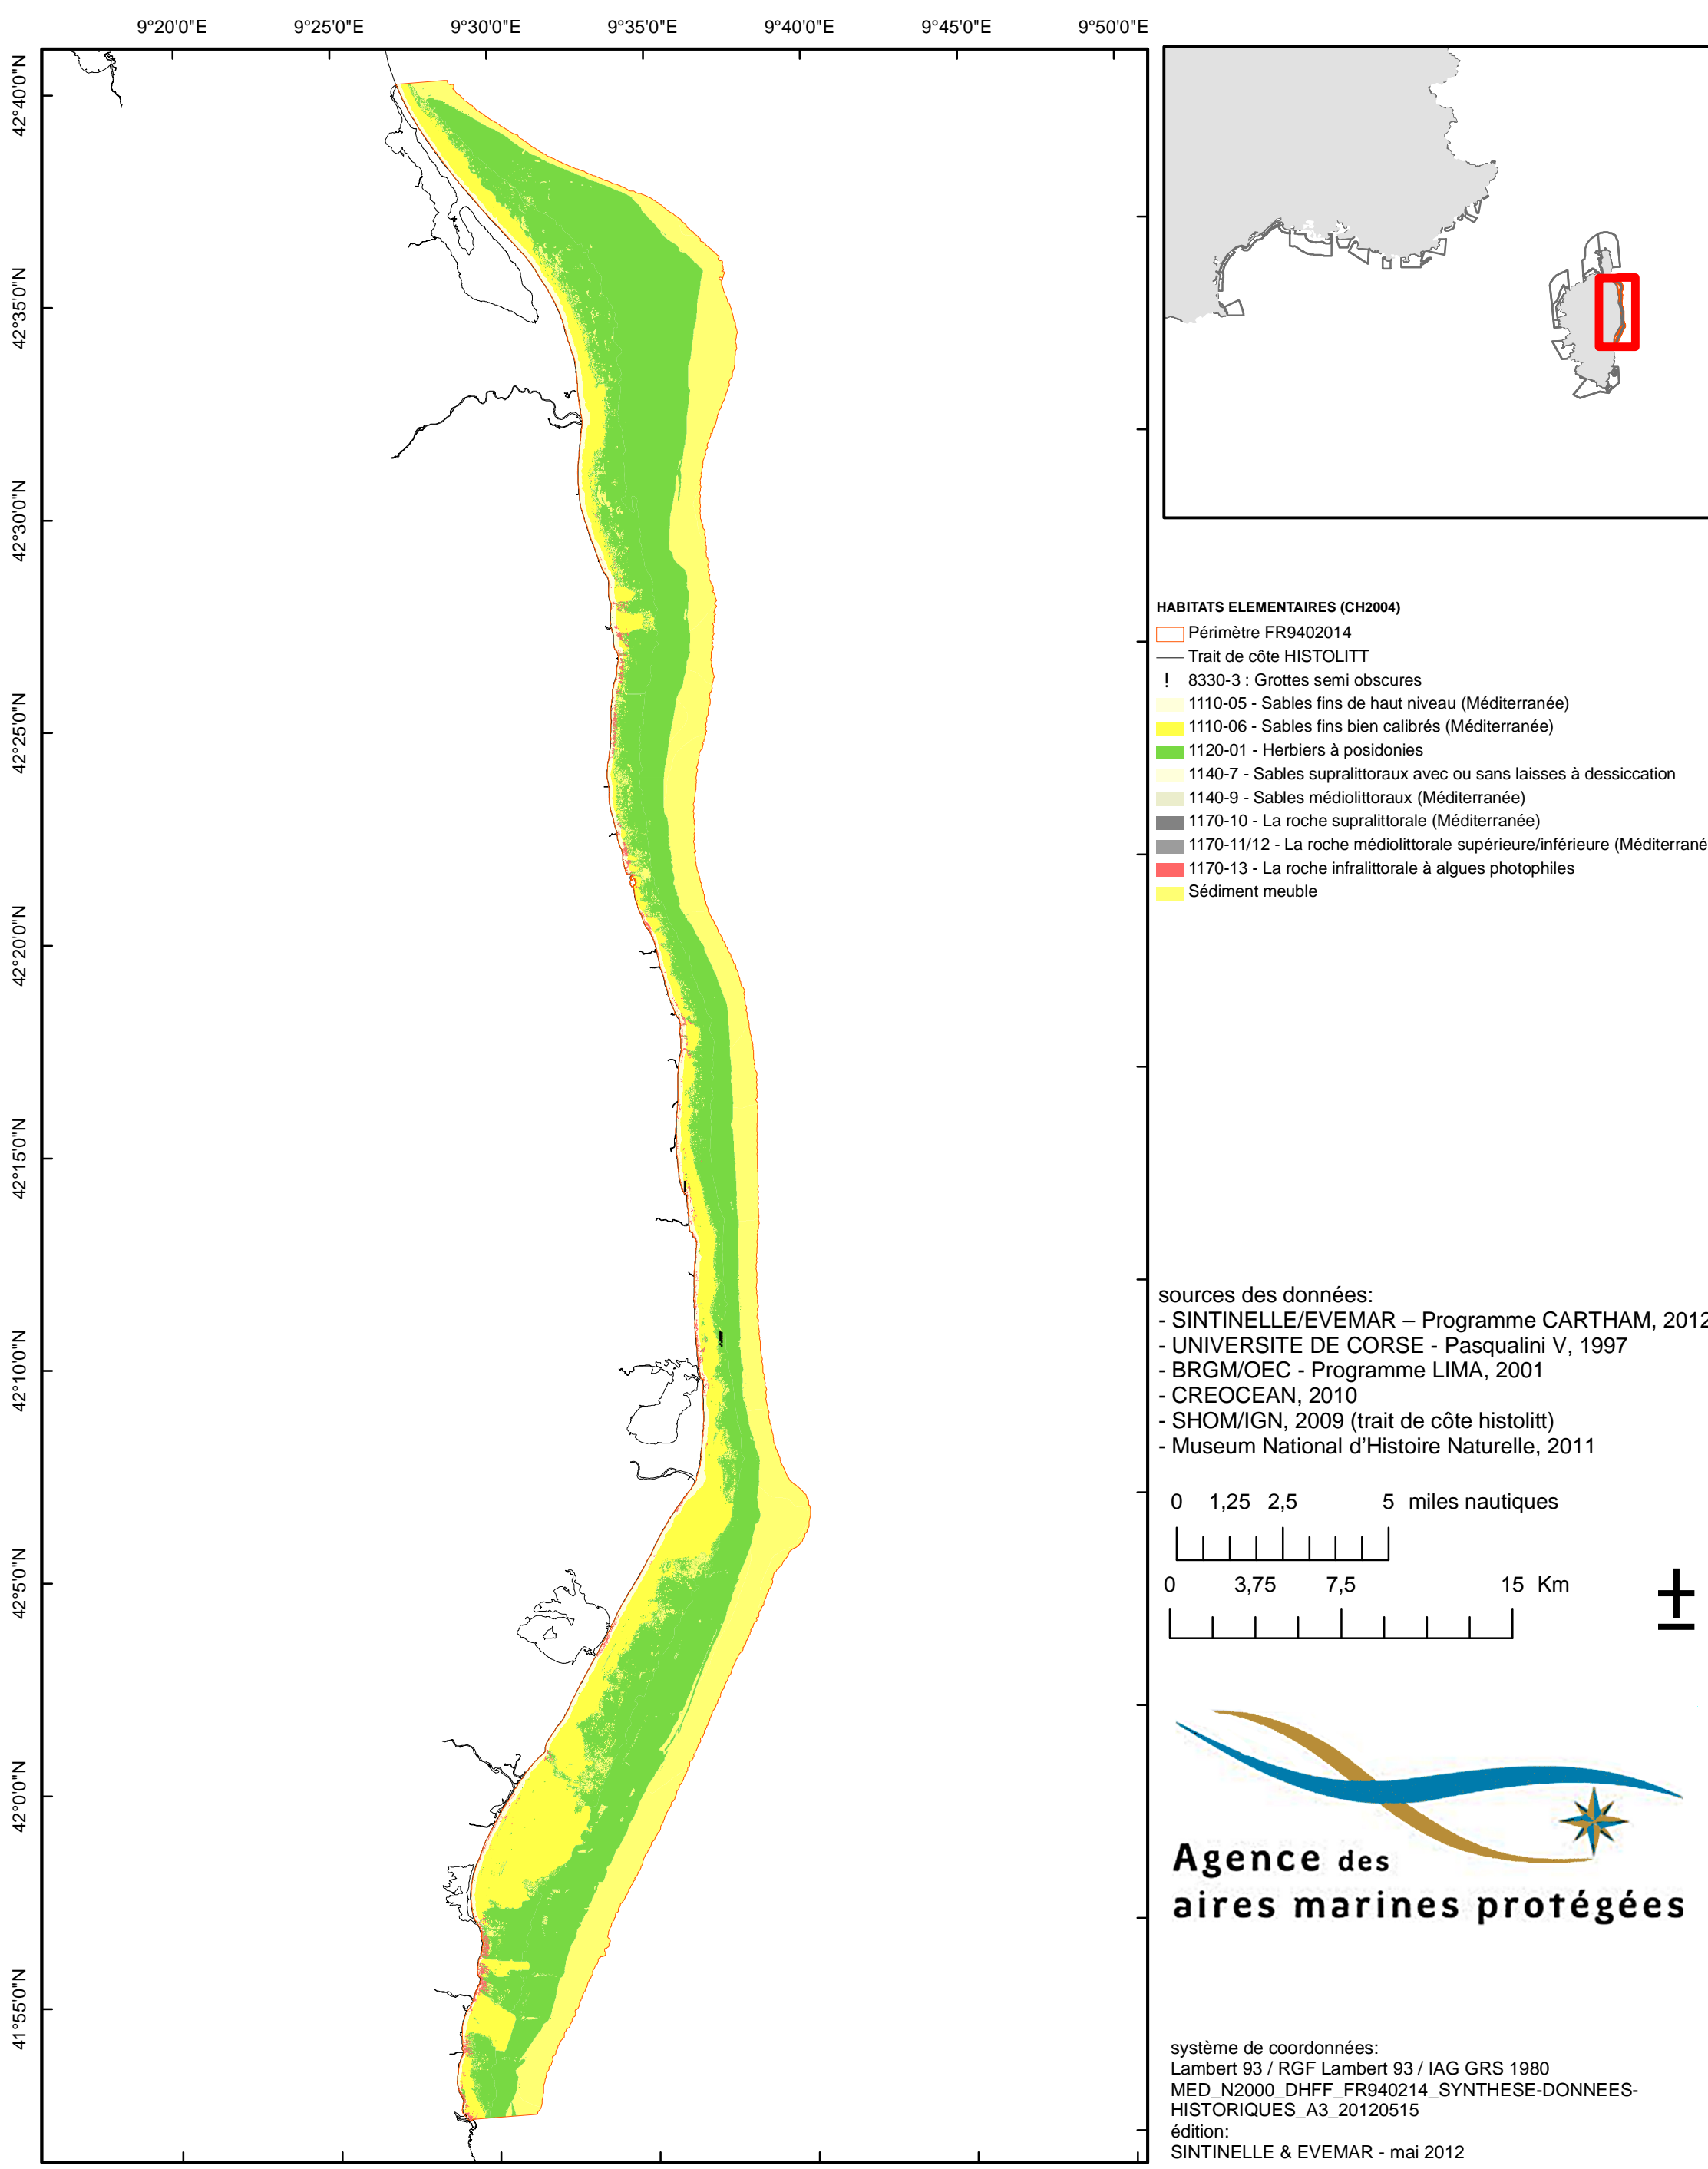 9°20'0"E 9°25'0"E 9°30'0"E 9°35'0"E 9°40'0"E 9°45'0"E 9°50'0"E
42°40'0"N
42°35'0"N
42°30'0"N
42°25'0"N
42°20'0"N
42°15'0"N
42°10'0"N
42°5'0"N
42°0'0"N
41°55'0"N
HABITATS ELEMENTAIRES (CH2004)
Périmètre FR9402014
Trait de côte HISTOLITT
! 8330-3 : Grottes semi obscures
1110-05 - Sables fins de haut niveau (Méditerranée)
1110-06 - Sables fins bien calibrés (Méditerranée)
1120-01 - Herbiers à posidonies
1140-7 - Sables supralittoraux avec ou sans laisses à dessiccation
1140-9 - Sables médiolittoraux (Méditerranée)
1170-10 - La roche supralittorale (Méditerranée)
1170-11/12 - La roche médiolittorale supérieure/inférieure (Méditerrané
1170-13 - La roche infralittorale à algues photophiles
Sédiment meuble
sources des données:
- SINTINELLE/EVEMAR – Programme CARTHAM, 2012
- UNIVERSITE DE CORSE - Pasqualini V, 1997
- BRGM/OEC - Programme LIMA, 2001
- CREOCEAN, 2010
- SHOM/IGN, 2009 (trait de côte histolitt)
- Museum National d'Histoire Naturelle, 2011
0 1,25 2,5 5 miles nautiques
0 3,75 7,5 15 Km
±
Agence des
aires marines protégées
système de coordonnées:
Lambert 93 / RGF Lambert 93 / IAG GRS 1980
MED_N2000_DHFF_FR940214_SYNTHESE-DONNEES-
HISTORIQUES_A3_20120515
édition:
SINTINELLE & EVEMAR - mai 2012